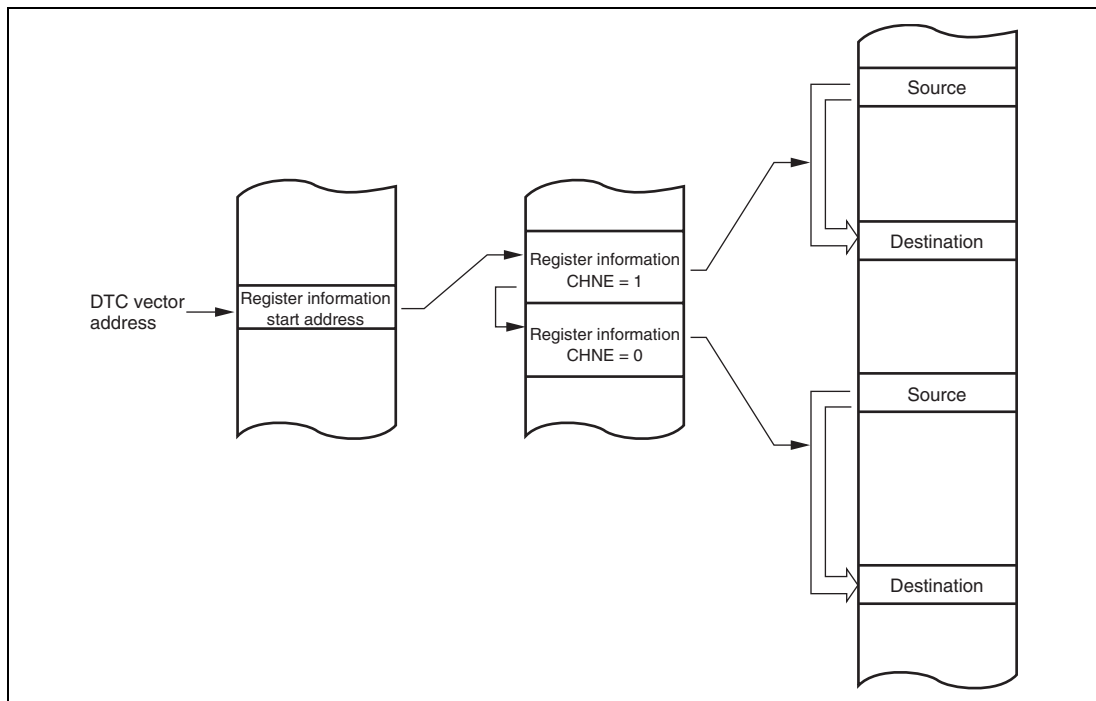 DTC vector
address
Register information
start address
Register information
CHNE = 1
Register information
CHNE = 0
Source
Destination
Source
Destination